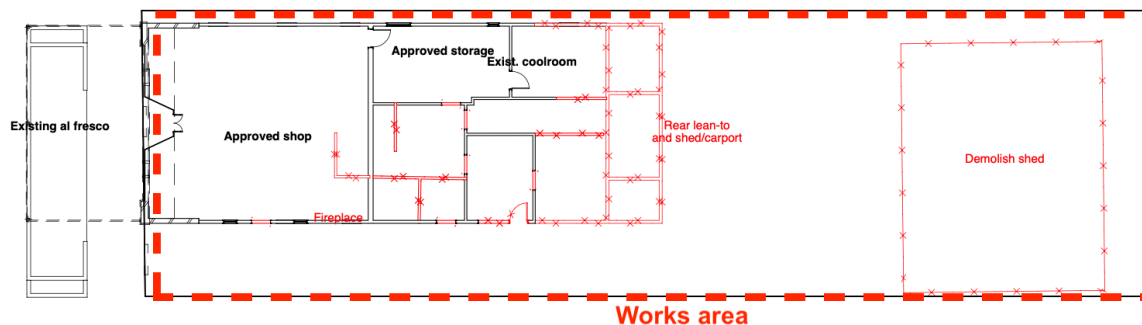 Approved storage
Exist. coolroom
Existing al fresco
Approved shop
Rear lean-to
and shed/carport
Demolish shed
Fireplace
Works area